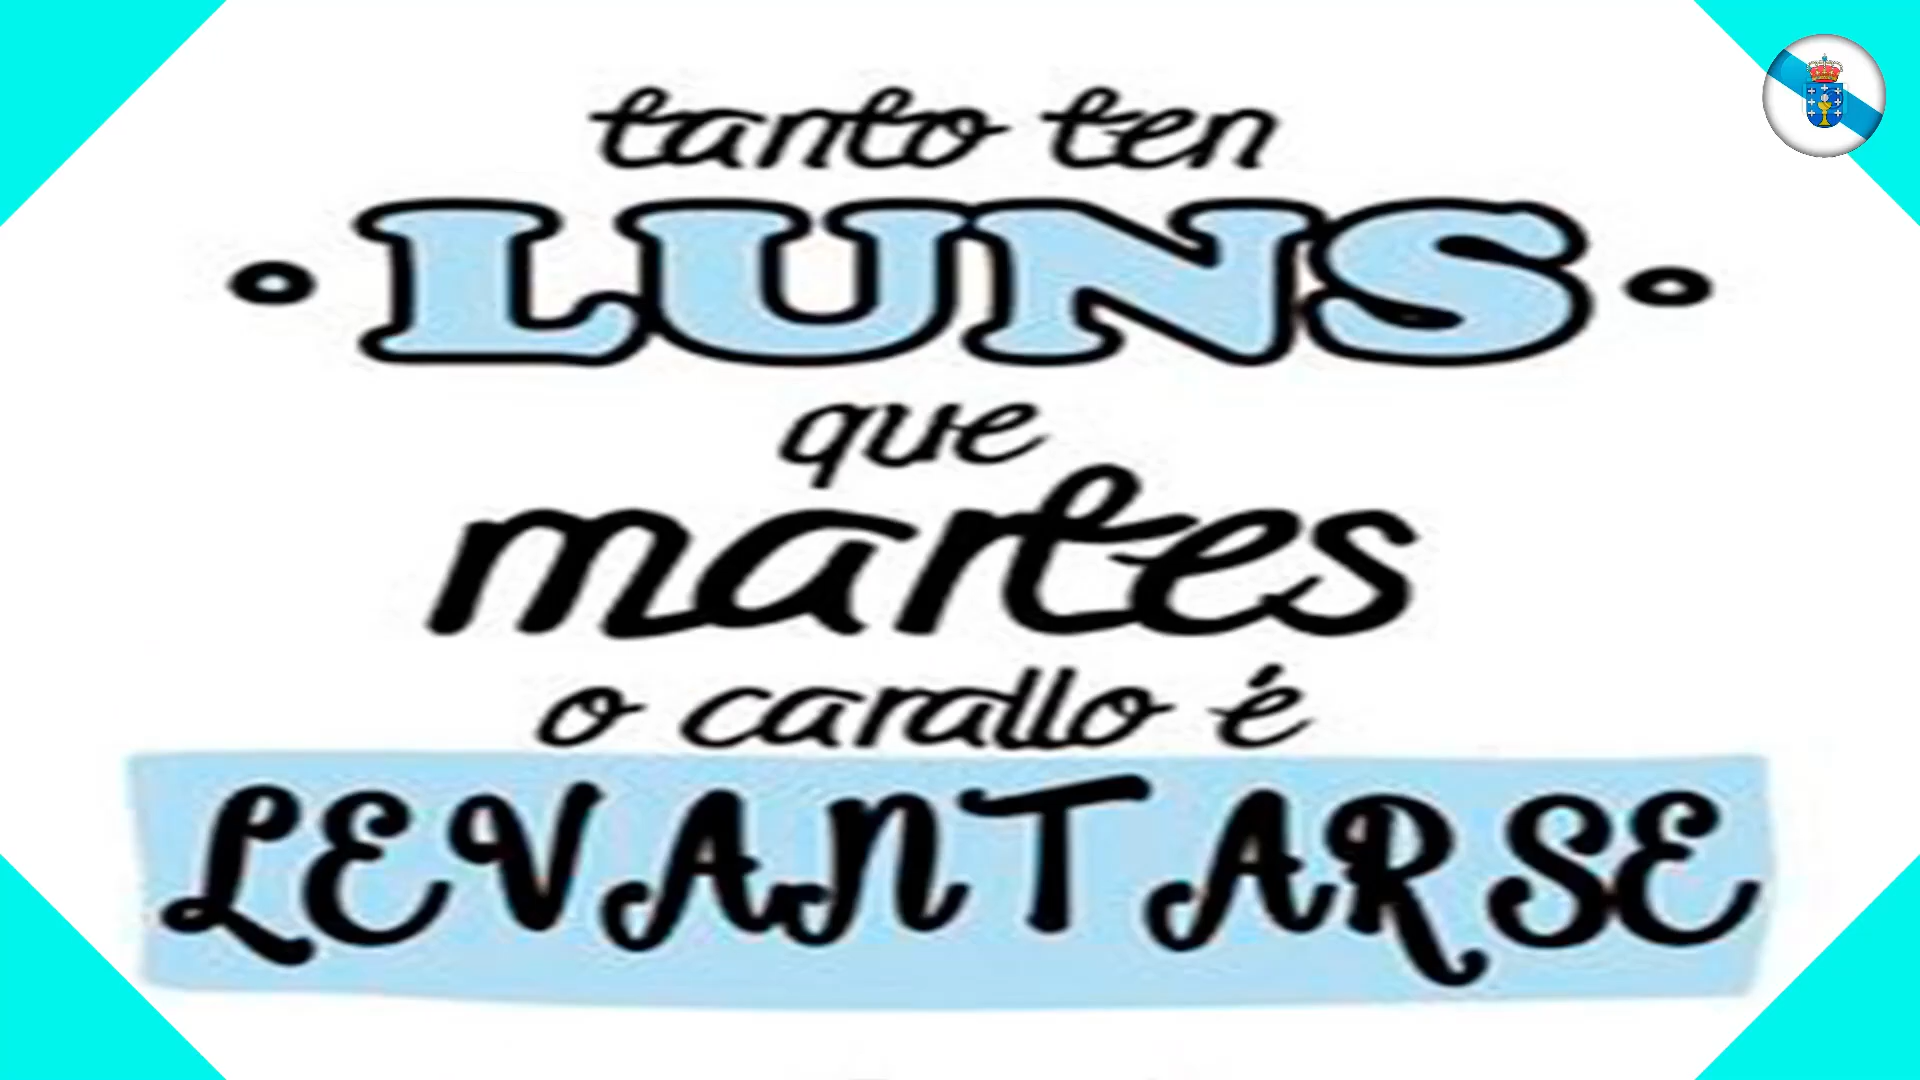 tanto ten
· LUNS ·
que
martes
o carallo é
LEVANTARSE